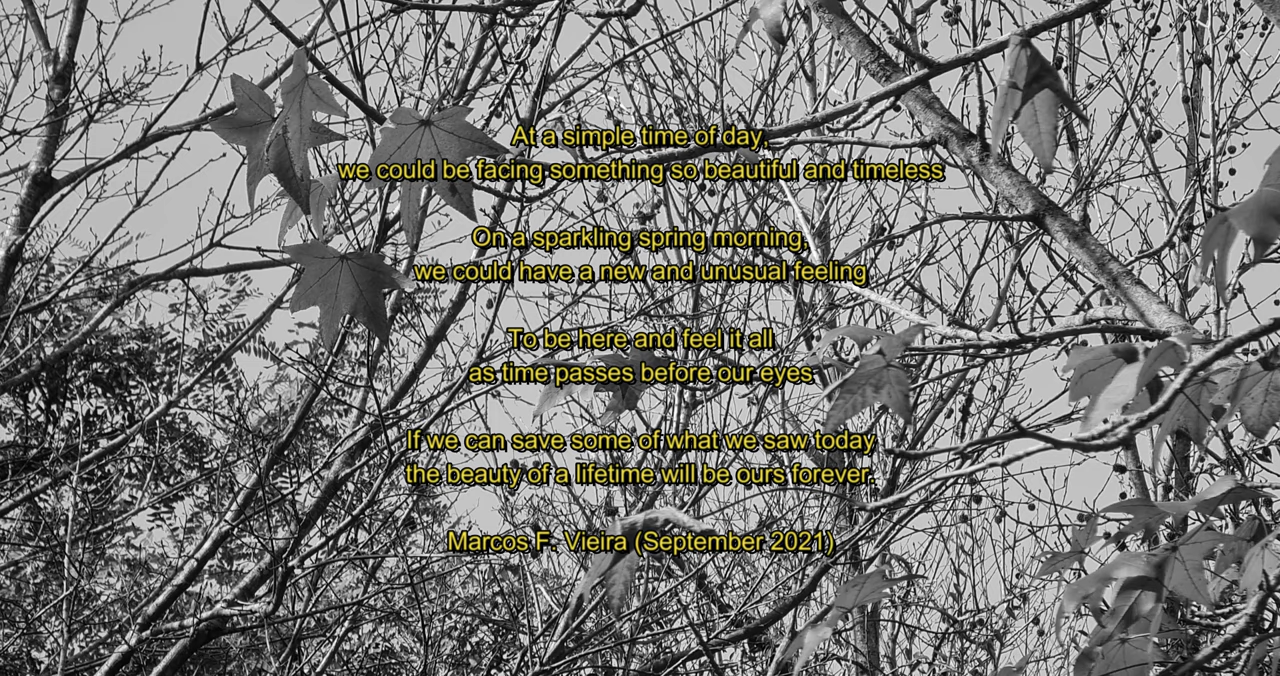 At a simple time of day,
we could be facing something so beautiful and timeless
On a sparkling spring morning,
we could have a new and unusual feeling
To be here and feel it all
as time passes before our eyes
If we can save some of what we saw today
the beauty of a lifetime will be ours forever.
Marcos F. Vieira (September 2021)